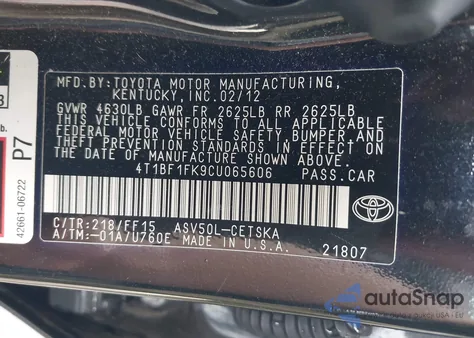 MFD.BY:TOYOTA MOTOR MANUFACTURING,
KENTUCKY, INC. 02/12
GVWR 4630LB GAWR FR 2625LB RR 2625LB
THIS VEHICLE CONFORMS TO ALL APPLICABLE
FEDERAL MOTOR VEHICLE SAFETY, BUMPER AND
THEFT PREVENTION STANDARDS IN EFFECT ON
THE DATE OF MANUFACTURE SHOWN ABOVE.
4T1BF1FK9CU065606 PASS.CAR
TOYOTA
C/TR:218/FF15 ASV50L-CETSKA
A/TM:-01A/U760E MADE IN U.S.A.
21807
P7
42661-06722
autoSnap